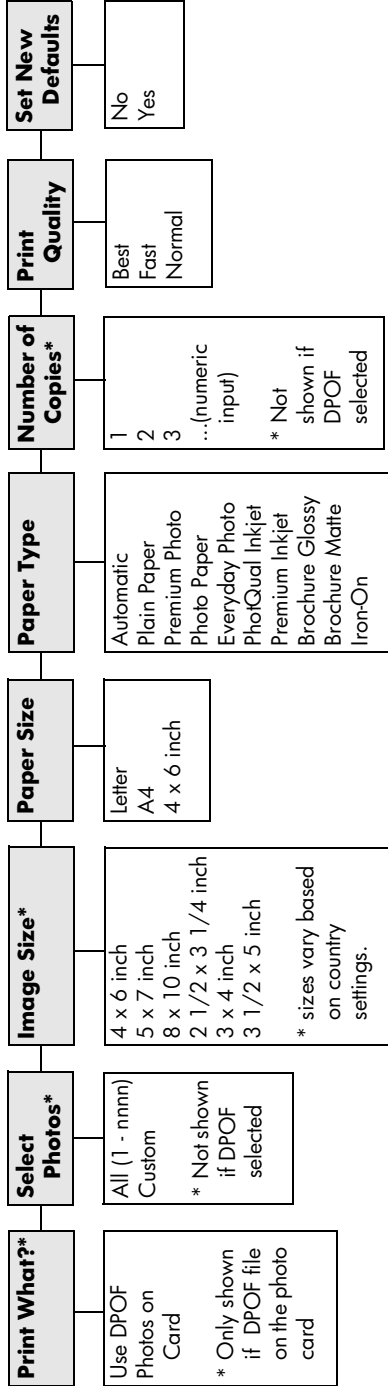 Print What?*
Use DPOF
Photos on
Card
* Only shown
if DPOF file
on the photo
card
Select
Photos*
All (1 - nnnn)
Custom
* Not shown
if DPOF
selected
Image Size*
4 x 6 inch
5 x 7 inch
8 x 10 inch
2 1/2 x 3 1/4 inch
3 x 4 inch
3 1/2 x 5 inch
* sizes vary based
on country
settings.
Paper Size
Letter
A4
4 x 6 inch
Paper Type
Automatic
Plain Paper
Premium Photo
Photo Paper
Everyday Photo
PhotQual Inkjet
Premium Inkjet
Brochure Glossy
Brochure Matte
Iron-On
Number of
Copies*
1
2
3
...(numeric
input)
* Not
shown if
DPOF
selected
Print
Quality
Best
Fast
Normal
Set New
Defaults
No
Yes